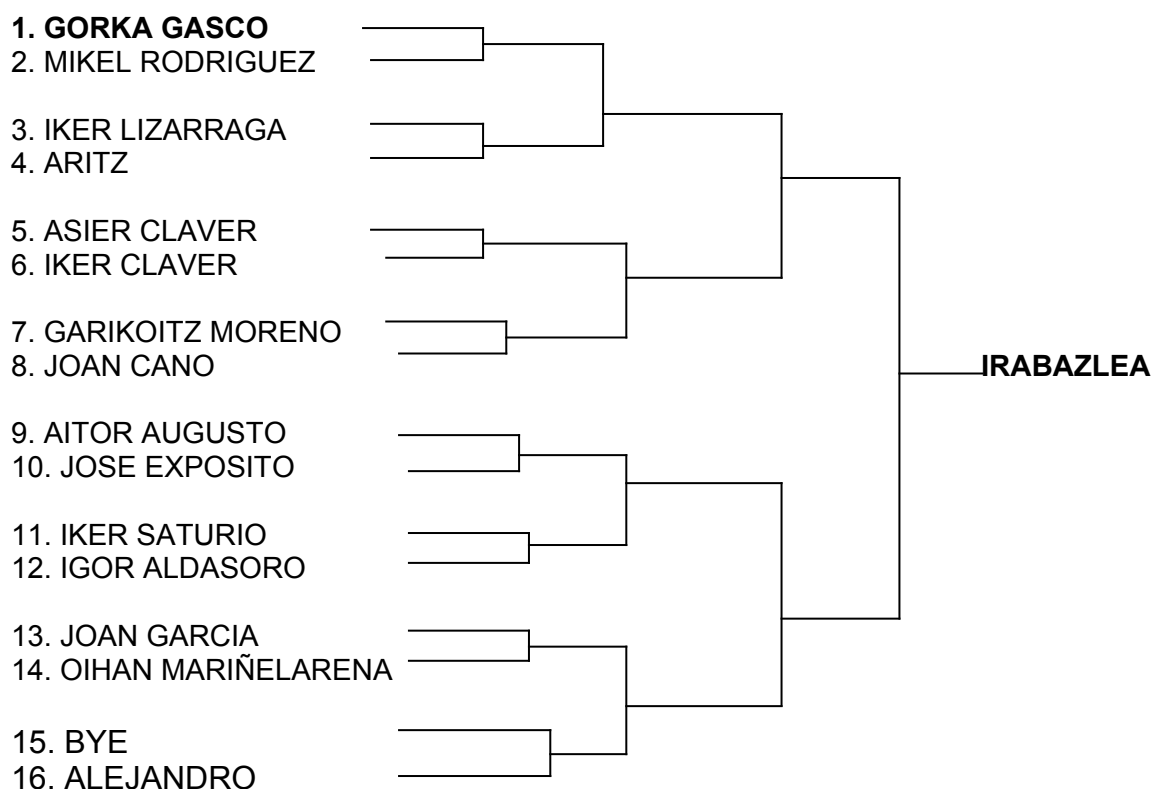 1. GORKA GASCO
2. MIKEL RODRIGUEZ
3. IKER LIZARRAGA
4. ARITZ
5. ASIER CLAVER
6. IKER CLAVER
7. GARIKOITZ MORENO
8. JOAN CANO
IRABAZLEA
9. AITOR AUGUSTO
10. JOSE EXPOSITO
11. IKER SATURIO
12. IGOR ALDASORO
13. JOAN GARCIA
14. OIHAN MARIÑELARENA
15. BYE
16. ALEJANDRO